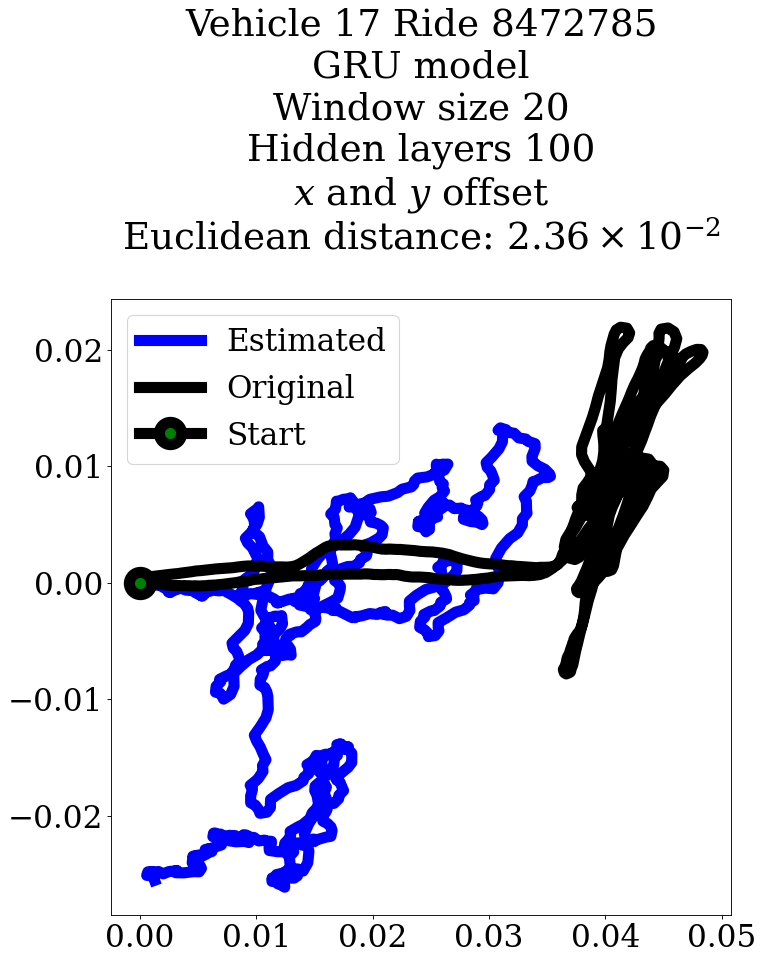 Vehicle 17 Ride 8472785
GRU model
Window size 20
Hidden layers 100
x and y offset
Euclidean distance: 2.36 × 10⁻²
Estimated
Original
Start
0.02
0.01
0.00
−0.01
−0.02
0.00 0.01 0.02 0.03 0.04 0.05